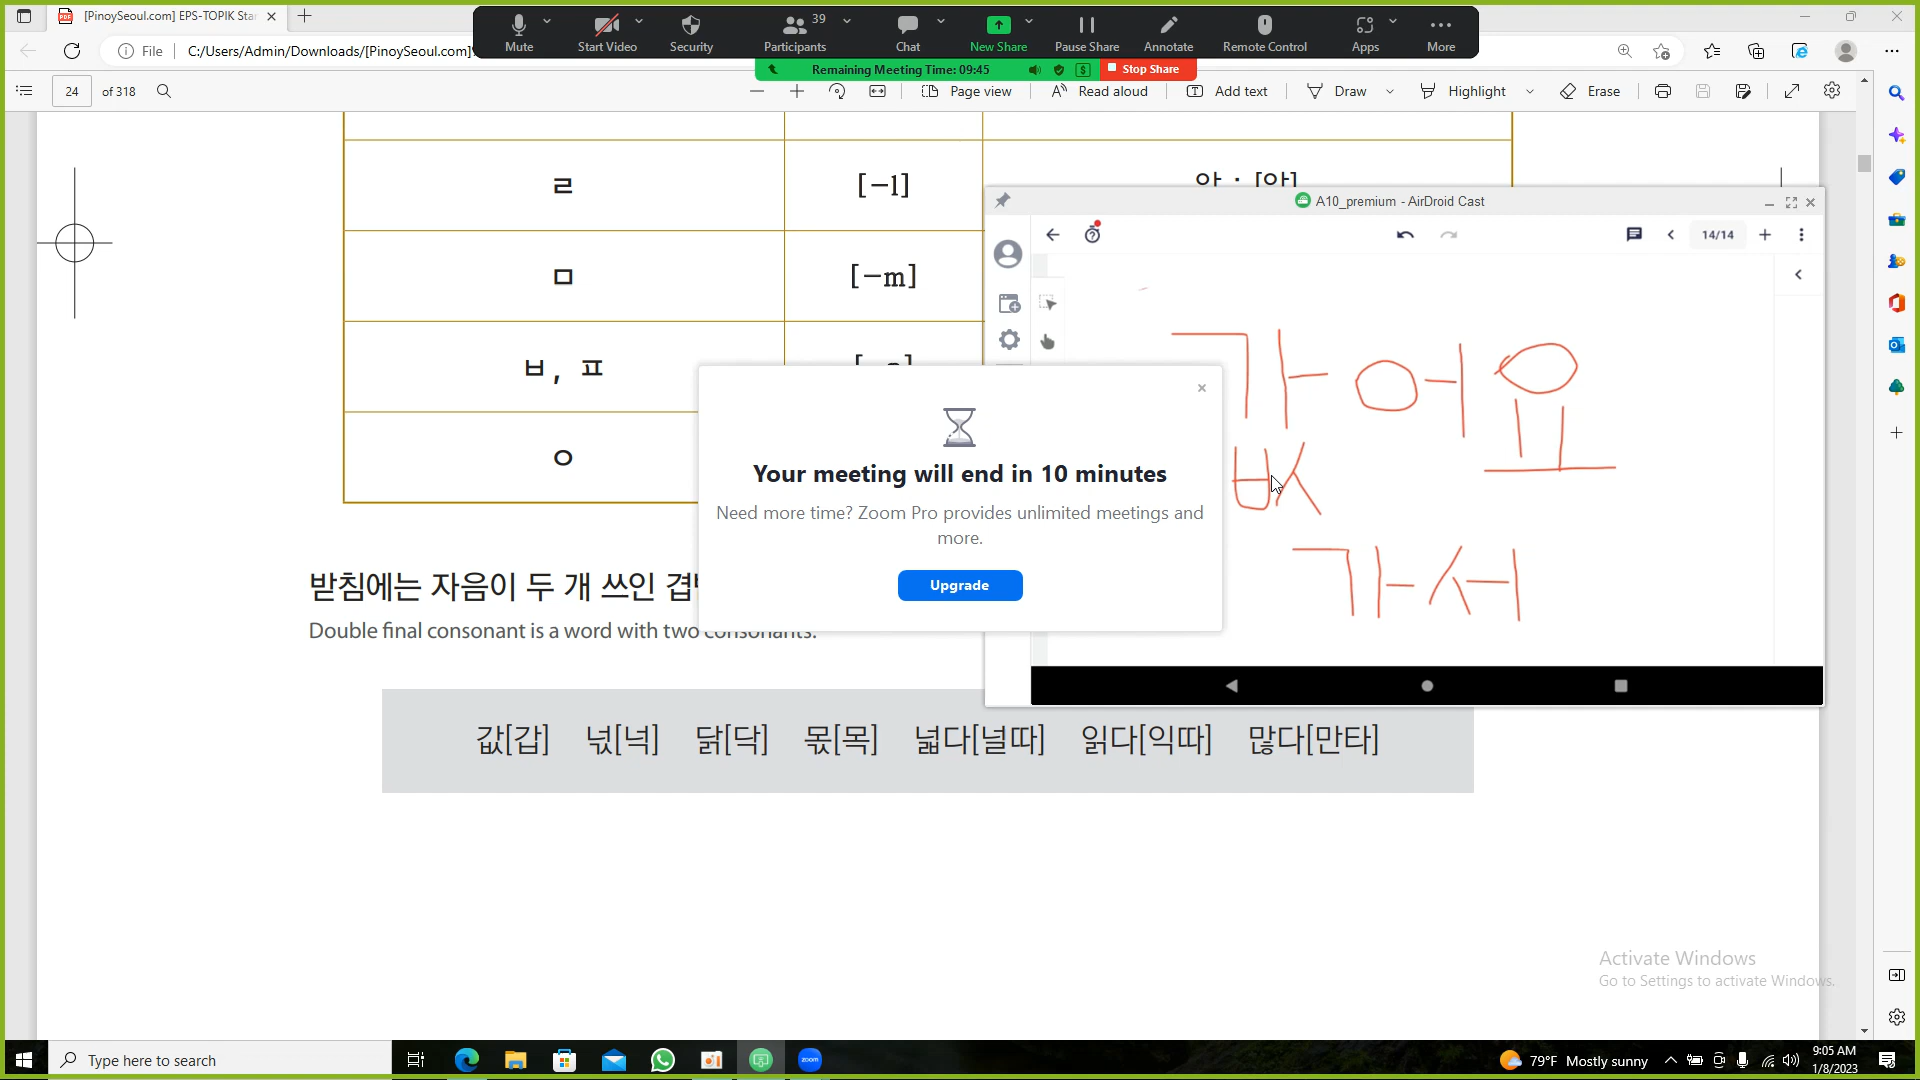 [PinoySeoul.com] EPS-TOPIK Sta
File
C:/Users/Admin/Downloads/[PinoySeoul.com]
Mute
Start Video
Security
39
Participants
Chat
New Share
Pause Share
Annotate
Remote Control
Apps
More
Remaining Meeting Time: 09:45
Stop Share
24
of 318
Page view
Read aloud
Add text
Draw
Highlight
Erase
ㄹ
[-l]
ㅁ
[-m]
ㅂ, ㅍ
ㅇ
A10_premium - AirDroid Cast
14/14
가어요
ㅂㅅ
가서
Your meeting will end in 10 minutes
Need more time? Zoom Pro provides unlimited meetings and
more.
Upgrade
받침에는 자음이 두 개 쓰인
Double final consonant is a word with two consonants.
값[갑] 넋[넉] 닭[닥] 몫[목] 넓다[널따] 읽다[익따] 많다[만타]
Activate Windows
Go to Settings to activate Windows.
Type here to search
zoom
79°F Mostly sunny
9:05 AM
1/8/2023